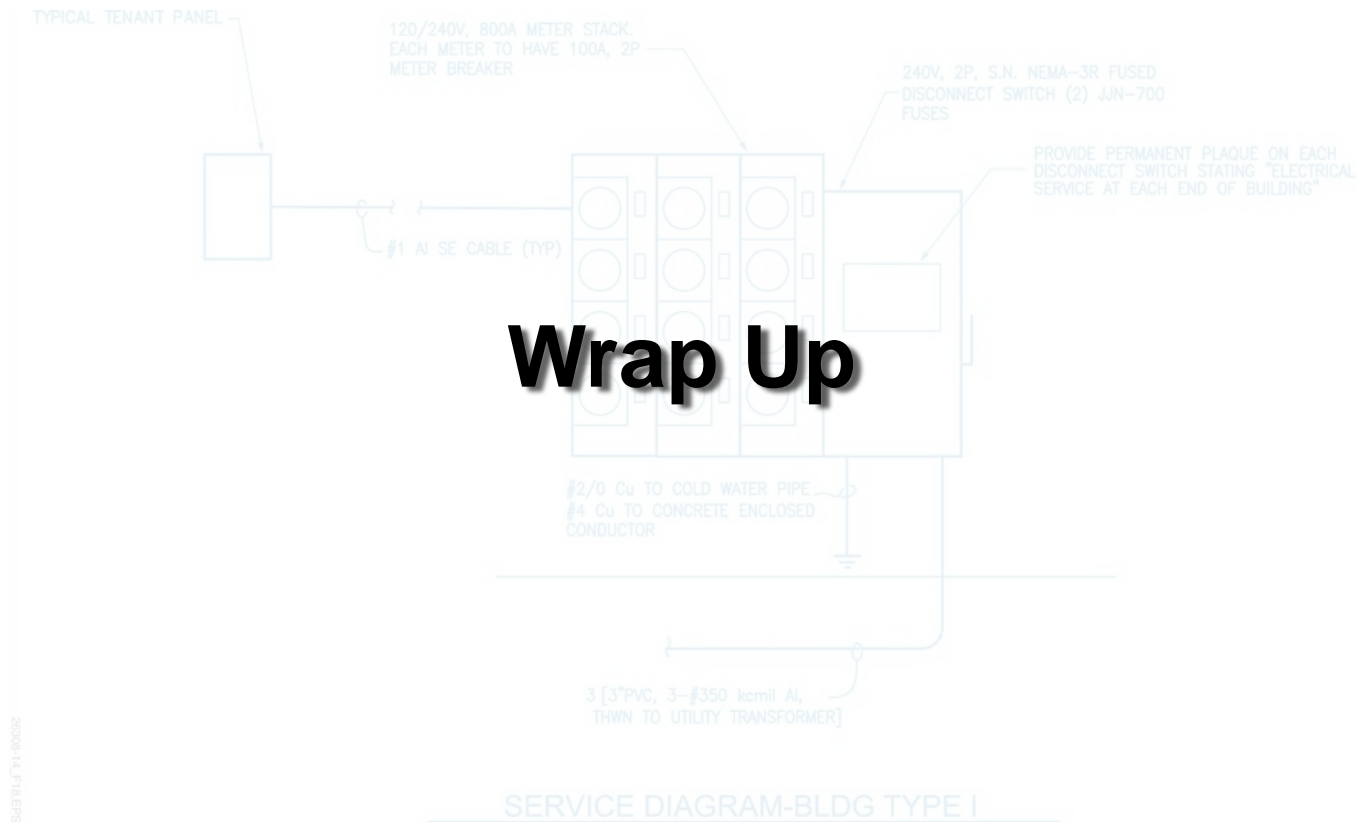 TYPICAL TENANT PANEL
120/240V, 800A METER STACK.
EACH METER TO HAVE 100A, 2P
METER BREAKER
240V, 2P, S.N. NEMA-3R FUSED
DISCONNECT SWITCH (2) JJN-700
FUSES
PROVIDE PERMANENT PLAQUE ON EACH
DISCONNECT SWITCH STATING "ELECTRICAL
SERVICE AT EACH END OF BUILDING"
#1 Al SE CABLE (TYP)
Wrap Up
#2/0 Cu TO COLD WATER PIPE
#4 Cu TO CONCRETE ENCLOSED
CONDUCTOR
3 [3"PVC, 3-#350 kcmil Al,
THWN TO UTILITY TRANSFORMER]
26308-14_F18.EPS
SERVICE DIAGRAM-BLDG TYPE I